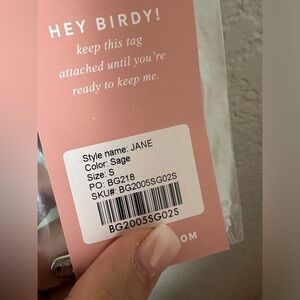 HEY BIRDY!
keep this tag
attached until you're
ready to keep me.
Style name: JANE
Color: Sage
Size: S
PO: BG218
SKU#: BG2005SG02S
BG2005SG02S
OM